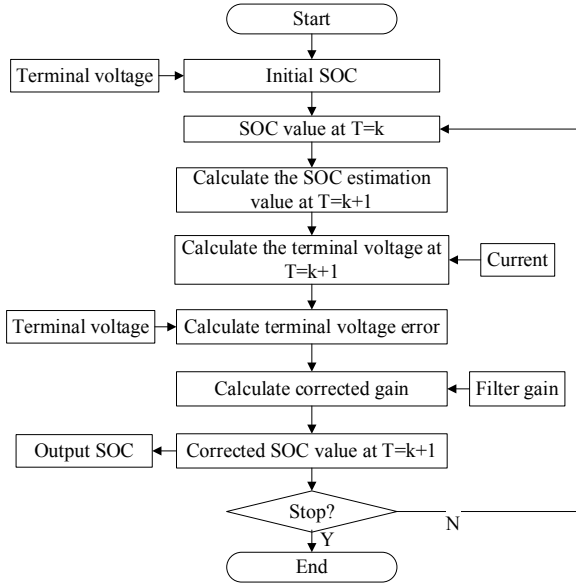 Start
Terminal voltage
Initial SOC
SOC value at T=k
Calculate the SOC estimation
value at T=k+1
Calculate the terminal voltage at
T=k+1
Current
Terminal voltage
Calculate terminal voltage error
Calculate corrected gain
Filter gain
Output SOC
Corrected SOC value at T=k+1
Stop?
N
Y
End